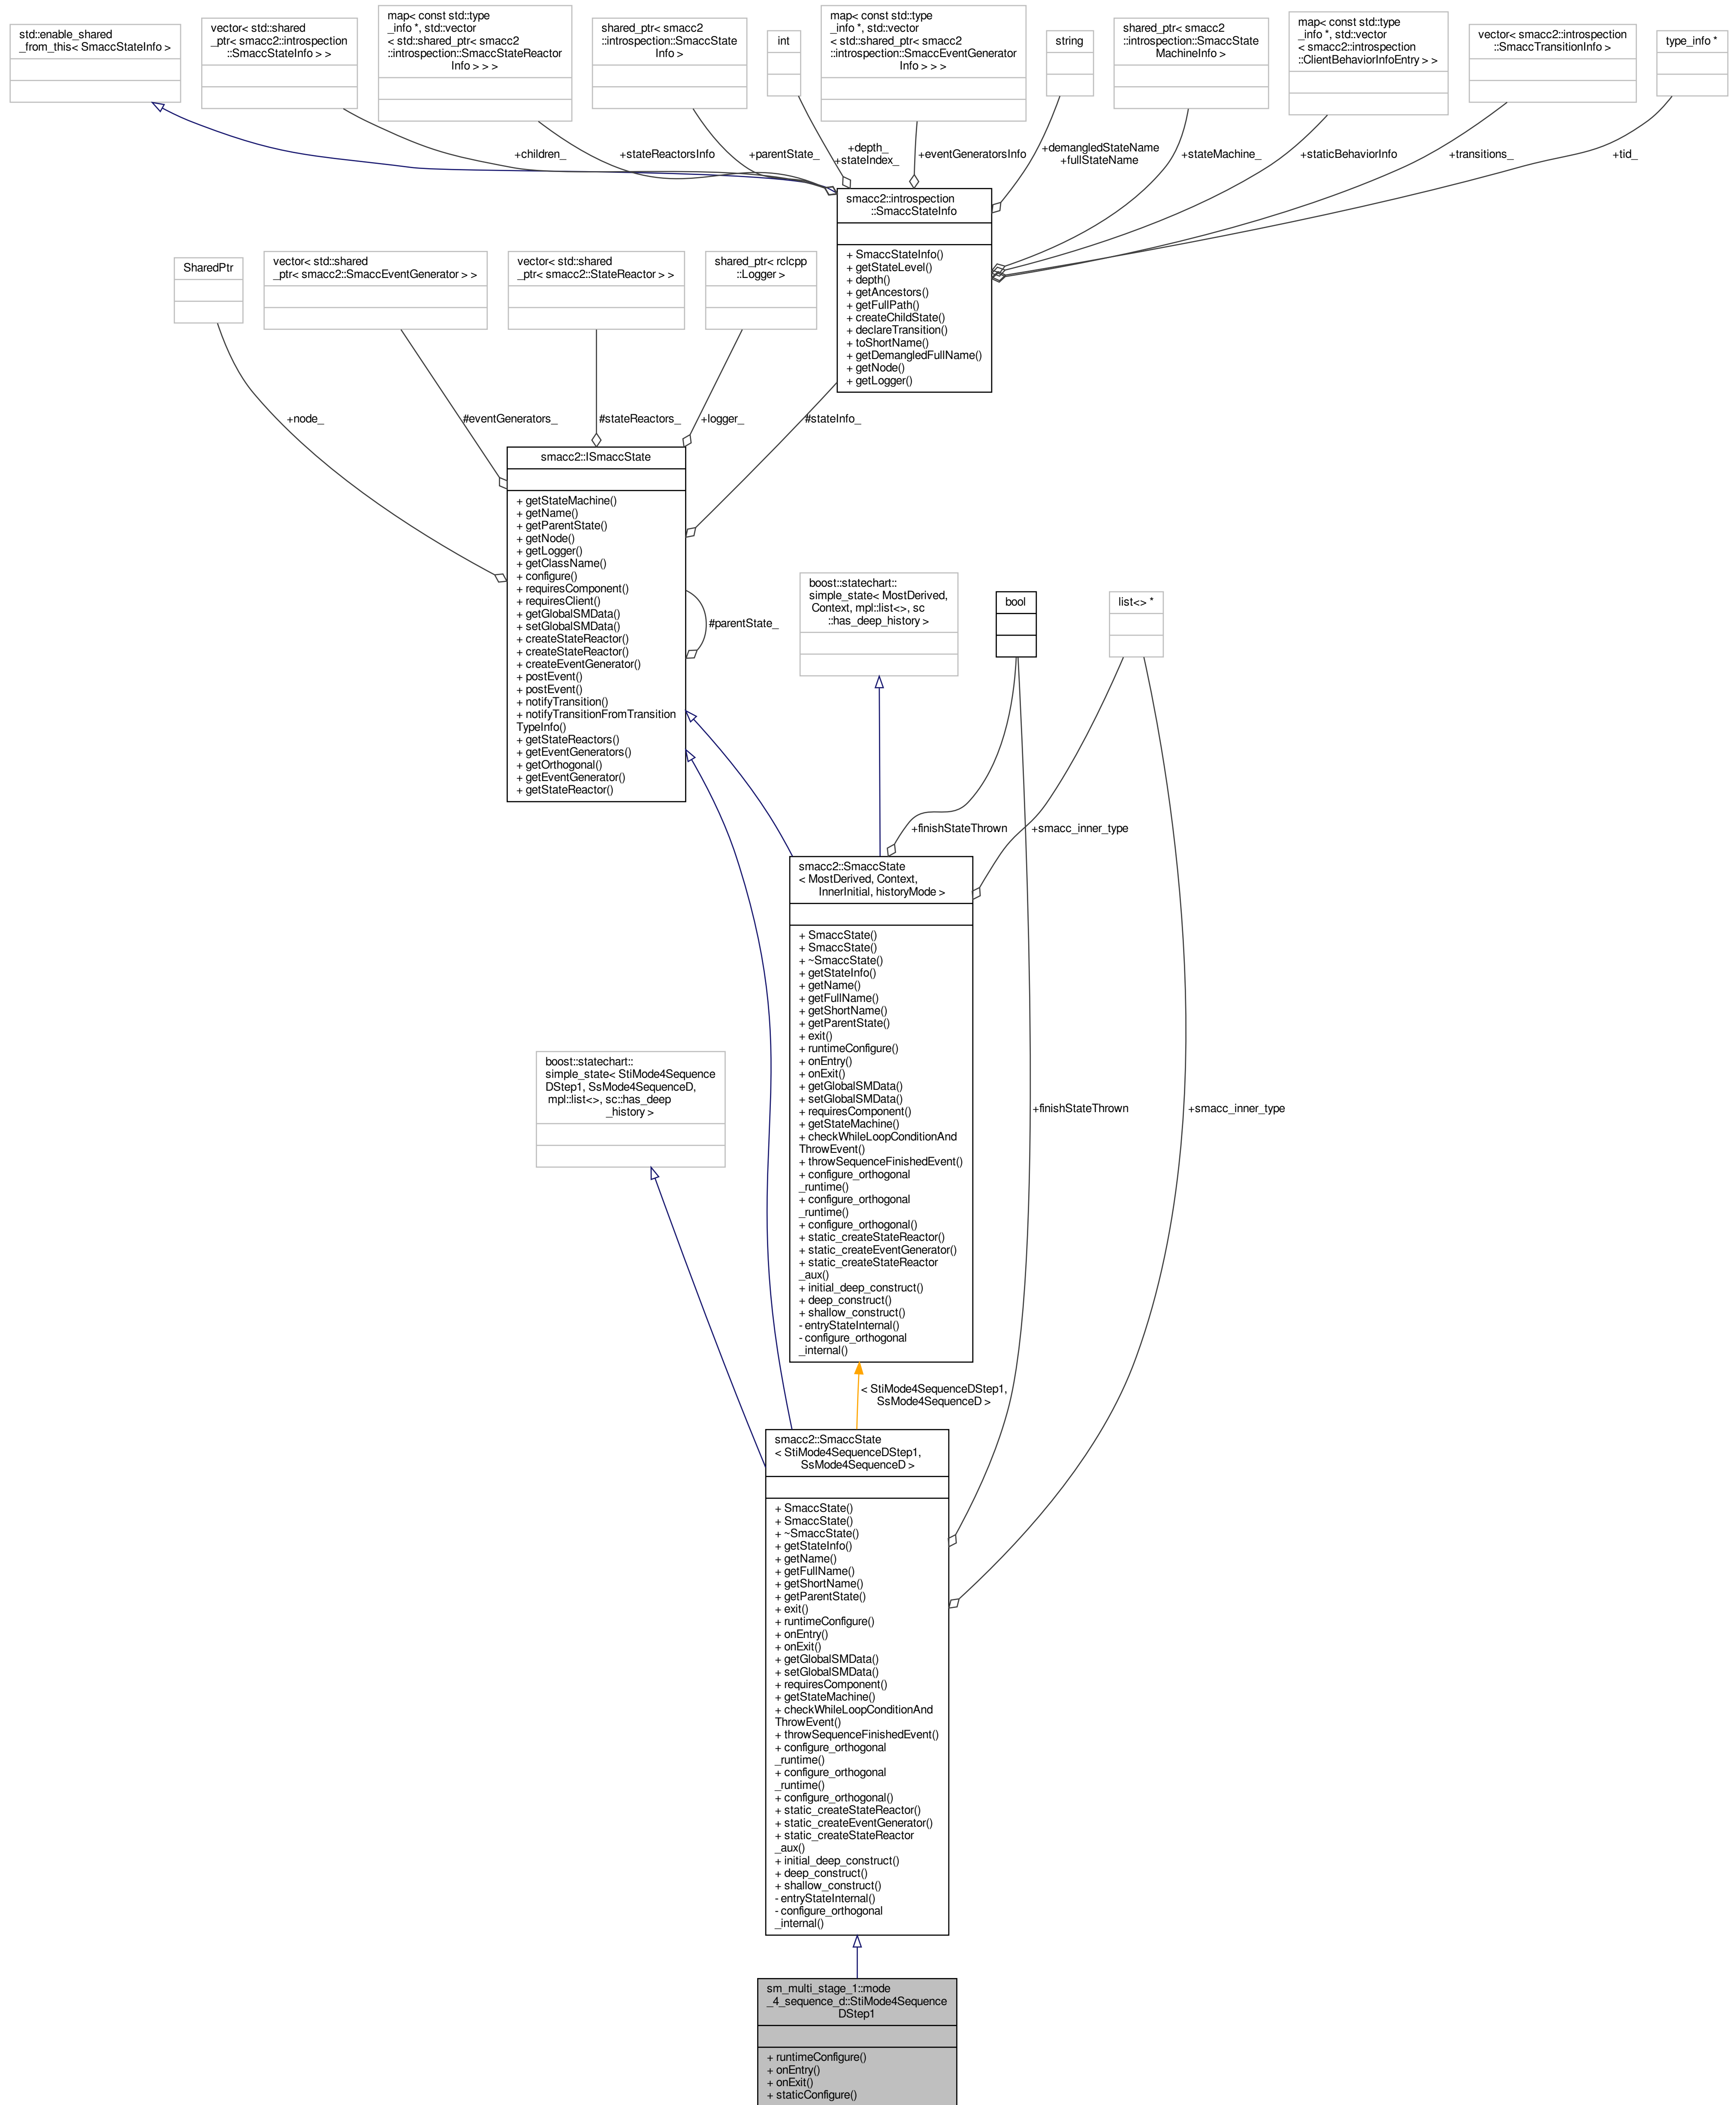 std::enable_shared
_from_this< SmaccStateInfo >
vector< std::shared
_ptr< smacc2::introspection
::SmaccStateInfo > >
map< const std::type
_info *, std::vector
< std::shared_ptr< smacc2
::introspection::SmaccStateReactor
Info > > >
shared_ptr< smacc2
::introspection::SmaccState
Info >
int
map< const std::type
_info *, std::vector
< std::shared_ptr< smacc2
::introspection::SmaccEventGenerator
Info > > >
string
shared_ptr< smacc2
::introspection::SmaccState
MachineInfo >
map< const std::type
_info *, std::vector
< smacc2::introspection
::ClientBehaviorInfoEntry > >
vector< smacc2::introspection
::SmaccTransitionInfo >
type_info *
+children_
+stateReactorsInfo
+parentState_
+depth_
+stateIndex_
+eventGeneratorsInfo
+demangledStateName
+fullStateName
+stateMachine_
+staticBehaviorInfo
+transitions_
+tid_
smacc2::introspection
::SmaccStateInfo
+ SmaccStateInfo()
+ getStateLevel()
+ depth()
+ getAncestors()
+ getFullPath()
+ createChildState()
+ declareTransition()
+ toShortName()
+ getDemangledFullName()
+ getNode()
+ getLogger()
SharedPtr
vector< std::shared
_ptr< smacc2::SmaccEventGenerator > >
vector< std::shared
_ptr< smacc2::StateReactor > >
shared_ptr< rclcpp
::Logger >
+node_
#eventGenerators_
#stateReactors_
+logger_
#stateInfo_
smacc2::ISmaccState
+ getStateMachine()
+ getName()
+ getParentState()
+ getNode()
+ getLogger()
+ getClassName()
+ configure()
+ requiresComponent()
+ requiresClient()
+ getGlobalSMData()
+ setGlobalSMData()
+ createStateReactor()
+ createStateReactor()
+ createEventGenerator()
+ postEvent()
+ postEvent()
+ notifyTransition()
+ notifyTransitionFromTransition
TypeInfo()
+ getStateReactors()
+ getEventGenerators()
+ getOrthogonal()
+ getEventGenerator()
+ getStateReactor()
#parentState_
boost::statechart::
simple_state< MostDerived,
Context, mpl::list<>, sc
::has_deep_history >
bool
list<> *
+finishStateThrown
+smacc_inner_type
smacc2::SmaccState
< MostDerived, Context,
InnerInitial, historyMode >
+ SmaccState()
+ SmaccState()
+ ~SmaccState()
+ getStateInfo()
+ getName()
+ getFullName()
+ getShortName()
+ getParentState()
+ exit()
+ runtimeConfigure()
+ onEntry()
+ onExit()
+ getGlobalSMData()
+ setGlobalSMData()
+ requiresComponent()
+ getStateMachine()
+ checkWhileLoopConditionAnd
ThrowEvent()
+ throwSequenceFinishedEvent()
+ configure_orthogonal
_runtime()
+ configure_orthogonal
_runtime()
+ configure_orthogonal()
+ static_createStateReactor()
+ static_createEventGenerator()
+ static_createStateReactor
_aux()
+ initial_deep_construct()
+ deep_construct()
+ shallow_construct()
- entryStateInternal()
- configure_orthogonal
_internal()
boost::statechart::
simple_state< StiMode4Sequence
DStep1, SsMode4SequenceD,
mpl::list<>, sc::has_deep
_history >
+finishStateThrown
+smacc_inner_type
< StiMode4SequenceDStep1,
SsMode4SequenceD >
smacc2::SmaccState
< StiMode4SequenceDStep1,
SsMode4SequenceD >
+ SmaccState()
+ SmaccState()
+ ~SmaccState()
+ getStateInfo()
+ getName()
+ getFullName()
+ getShortName()
+ getParentState()
+ exit()
+ runtimeConfigure()
+ onEntry()
+ onExit()
+ getGlobalSMData()
+ setGlobalSMData()
+ requiresComponent()
+ getStateMachine()
+ checkWhileLoopConditionAnd
ThrowEvent()
+ throwSequenceFinishedEvent()
+ configure_orthogonal
_runtime()
+ configure_orthogonal
_runtime()
+ configure_orthogonal()
+ static_createStateReactor()
+ static_createEventGenerator()
+ static_createStateReactor
_aux()
+ initial_deep_construct()
+ deep_construct()
+ shallow_construct()
- entryStateInternal()
- configure_orthogonal
_internal()
sm_multi_stage_1::mode
_4_sequence_d::StiMode4Sequence
DStep1
+ runtimeConfigure()
+ onEntry()
+ onExit()
+ staticConfigure()